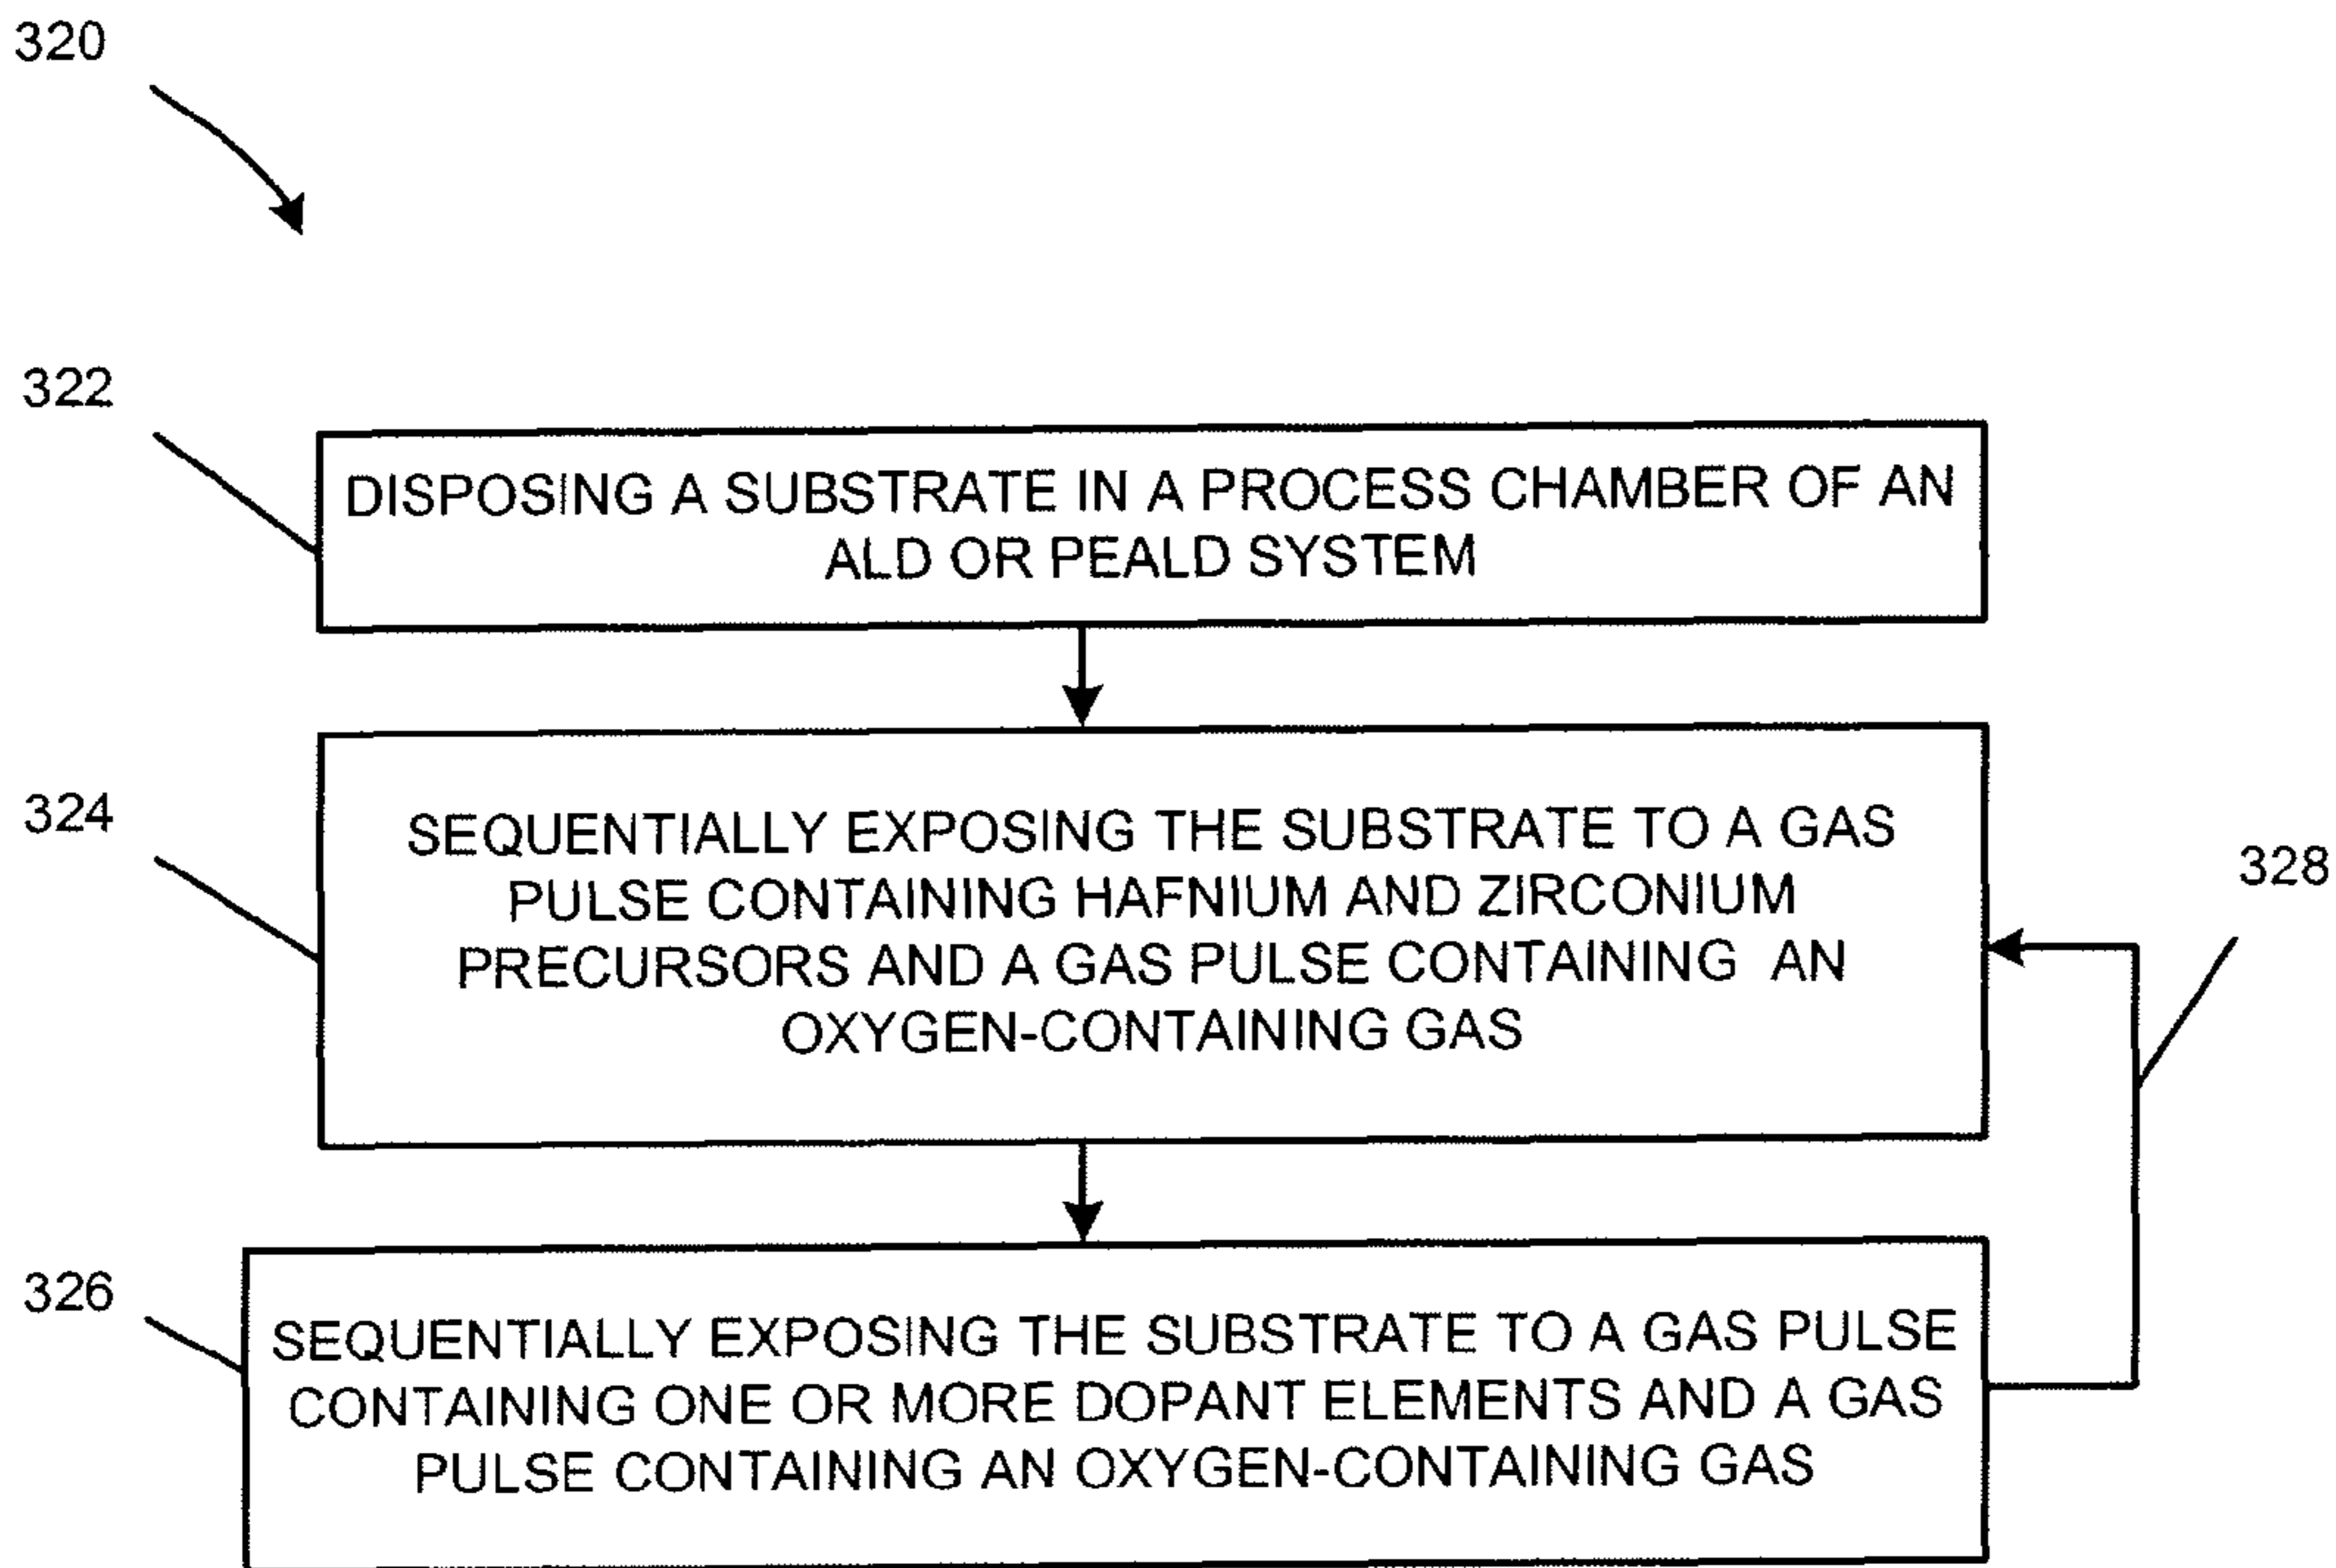 320
322
DISPOSING A SUBSTRATE IN A PROCESS CHAMBER OF AN
ALD OR PEALD SYSTEM
324
SEQUENTIALLY EXPOSING THE SUBSTRATE TO A GAS
PULSE CONTAINING HAFNIUM AND ZIRCONIUM
PRECURSORS AND A GAS PULSE CONTAINING AN
OXYGEN-CONTAINING GAS
328
326
SEQUENTIALLY EXPOSING THE SUBSTRATE TO A GAS PULSE
CONTAINING ONE OR MORE DOPANT ELEMENTS AND A GAS
PULSE CONTAINING AN OXYGEN-CONTAINING GAS